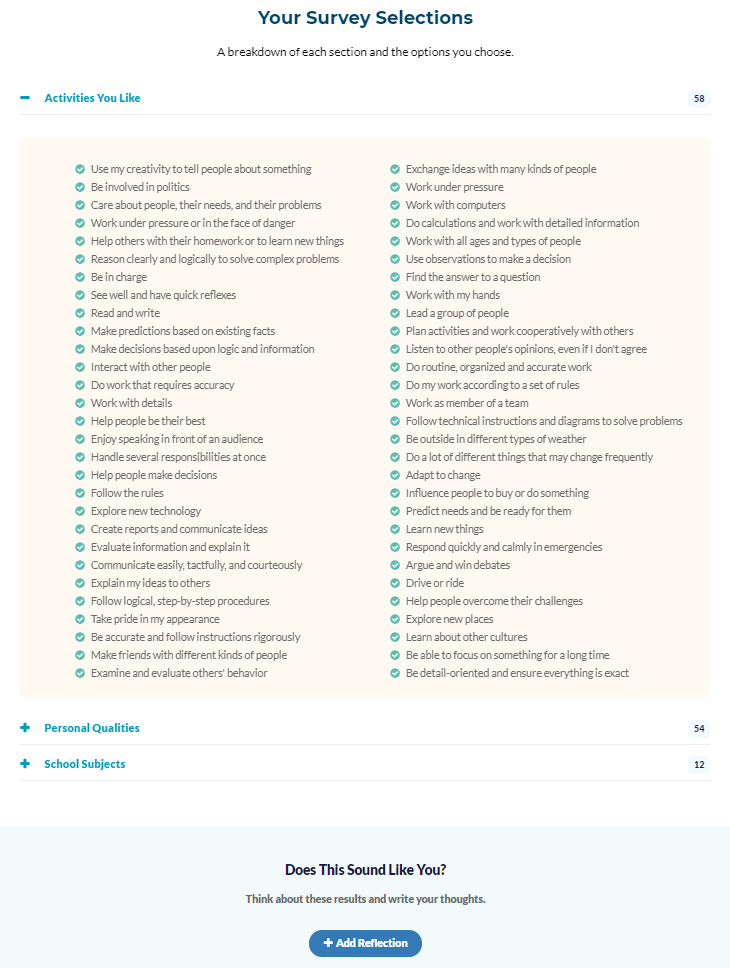 Your Survey Selections
A breakdown of each section and the options you choose.
Activities You Like
58
Use my creativity to tell people about something
Be involved in politics
Care about people, their needs, and their problems
Work under pressure or in the face of danger
Help others with their homework or to learn new things
Reason clearly and logically to solve complex problems
Be in charge
See well and have quick reflexes
Read and write
Make predictions based on existing facts
Make decisions based upon logic and information
Interact with other people
Do work that requires accuracy
Work with details
Help people be their best
Enjoy speaking in front of an audience
Handle several responsibilities at once
Help people make decisions
Follow the rules
Explore new technology
Create reports and communicate ideas
Evaluate information and explain it
Communicate easily, tactfully, and courteously
Explain my ideas to others
Follow logical, step-by-step procedures
Take pride in my appearance
Be accurate and follow instructions rigorously
Make friends with different kinds of people
Examine and evaluate others' behavior
Exchange ideas with many kinds of people
Work under pressure
Work with computers
Do calculations and work with detailed information
Work with all ages and types of people
Use observations to make a decision
Find the answer to a question
Work with my hands
Lead a group of people
Plan activities and work cooperatively with others
Listen to other people's opinions, even if I don't agree
Do routine, organized and accurate work
Do my work according to a set of rules
Work as member of a team
Follow technical instructions and diagrams to solve problems
Be outside in different types of weather
Do a lot of different things that may change frequently
Adapt to change
Influence people to buy or do something
Predict needs and be ready for them
Learn new things
Respond quickly and calmly in emergencies
Argue and win debates
Drive or ride
Help people overcome their challenges
Explore new places
Learn about other cultures
Be able to focus on something for a long time
Be detail-oriented and ensure everything is exact
Personal Qualities
54
School Subjects
12
Does This Sound Like You?
Think about these results and write your thoughts.
Add Reflection